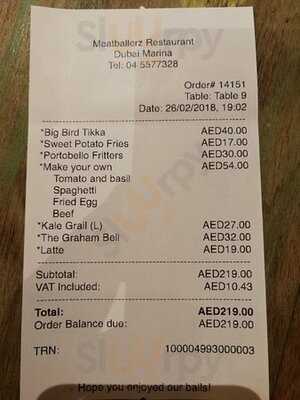 Meatballerz Restaurant
Dubai Marina
Tel: 04 5577328
Order# 14151
Table: Table 9
Date: 26/02/2018, 19:02
*Big Bird Tikka AED40.00
*Sweet Potato Fries AED17.00
*Portobello Fritters AED30.00
*Make your own AED54.00
Tomato and basil
Spaghetti
Fried Egg
Beef
*Kale Grail (L) AED27.00
*The Graham Bell AED32.00
*Latte AED19.00
Subtotal: AED219.00
VAT Included: AED10.43
Total: AED219.00
Order Balance due: AED219.00
TRN: 100004993000003
Hope you enjoyed our balls!